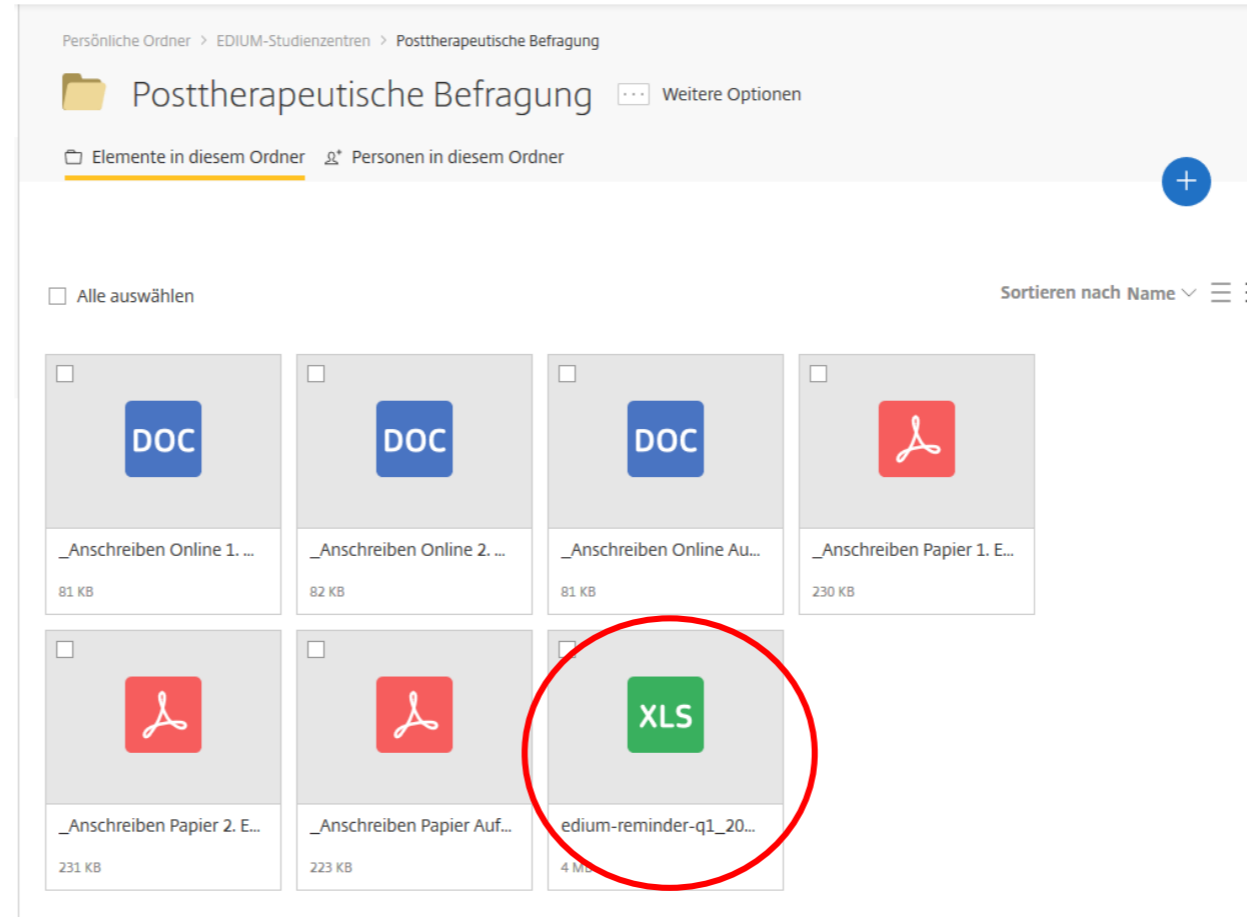 Persönliche Ordner > EDIUM-Studienzentren > Posttherapeutische Befragung
Posttherapeutische Befragung ... Weitere Optionen
Elemente in diesem Ordner Personen in diesem Ordner
Alle auswählen
Sortieren nach Name
DOC DOC DOC
_Anschreiben Online 1. ... _Anschreiben Online 2. ... _Anschreiben Online Au... _Anschreiben Papier 1. E...
81 KB 82 KB 81 KB 230 KB
XLS
_Anschreiben Papier 2. E... _Anschreiben Papier Auf... edium-reminder-q1_20...
231 KB 223 KB 4 MB